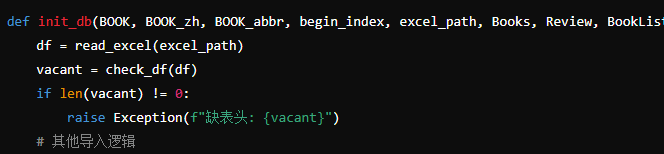 def init_db(BOOK, BOOK_zh, BOOK_abbr, begin_index, excel_path, Books, Review, BookList
    df = read_excel(excel_path)
    vacant = check_df(df)
    if len(vacant) != 0:
        raise Exception(f"缺表头: {vacant}")
    # 其他导入逻辑